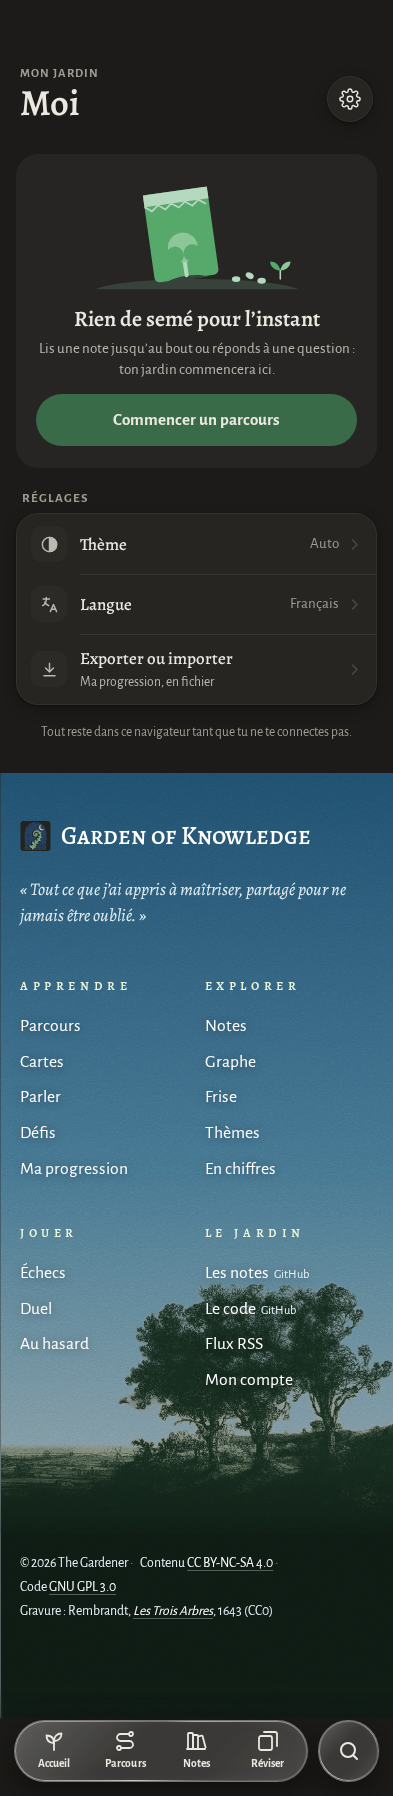 MON JARDIN
Moi
Rien de semé pour l’instant
Lis une note jusqu’au bout ou réponds à une question :
ton jardin commencera ici.
Commencer un parcours
RÉGLAGES
Thème
Auto
Langue
Français
Exporter ou importer
Ma progression, en fichier
Tout reste dans ce navigateur tant que tu ne te connectes pas.
Garden of Knowledge
« Tout ce que j’ai appris à maîtriser, partagé pour ne
jamais être oublié. »
APPRENDRE
Parcours
Cartes
Parler
Défis
Ma progression
EXPLORER
Notes
Graphe
Frise
Thèmes
En chiffres
JOUER
Échecs
Duel
Au hasard
LE JARDIN
Les notes GitHub
Le code GitHub
Flux RSS
Mon compte
© 2026 The Gardener · Contenu CC BY-NC-SA 4.0 ·
Code GNU GPL 3.0
Gravure : Rembrandt, Les Trois Arbres, 1643 (CC0)
Accueil
Parcours
Notes
Réviser